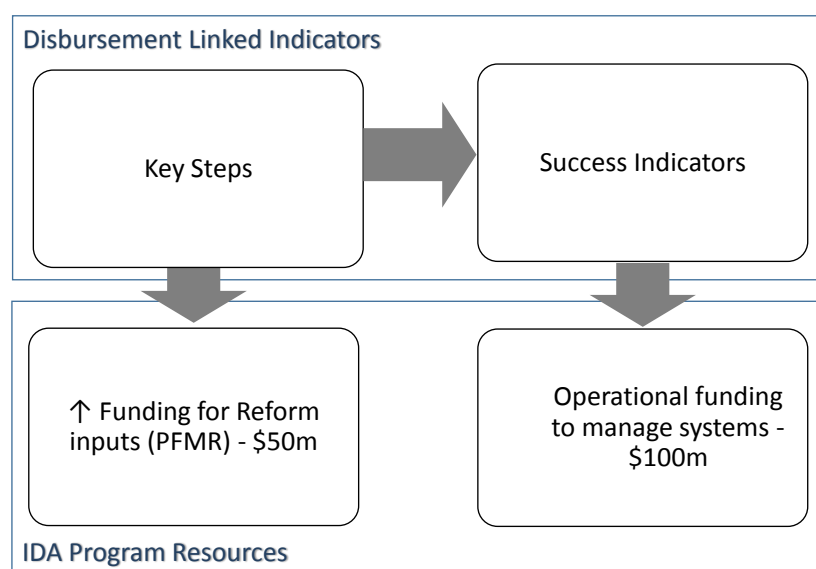 Disbursement Linked Indicators
Key Steps
Success Indicators
↑ Funding for Reform
inputs (PFMR) - $50m
Operational funding
to manage systems -
$100m
IDA Program Resources